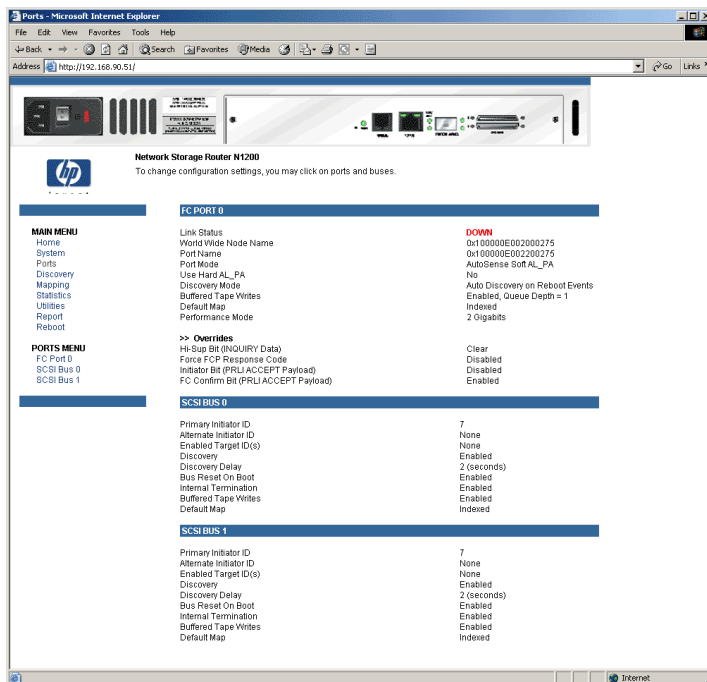 Ports - Microsoft Internet Explorer
File Edit View Favorites Tools Help
Back Search Favorites Media
Address http://192.168.90.51/ Go Links
hp
Network Storage Router N1200
To change configuration settings, you may click on ports and buses.
MAIN MENU
Home
System
Ports
Discovery
Mapping
Statistics
Utilities
Report
Reboot
PORTS MENU
FC Port 0
SCSI Bus 0
SCSI Bus 1
FC PORT 0
Link Status DOWN
World Wide Node Name 0x100000E002000275
Port Name 0x100000E002200275
Port Mode AutoSense Soft AL_PA
Use Hard AL_PA No
Discovery Mode Auto Discovery on Reboot Events
Buffered Tape Writes Enabled, Queue Depth = 1
Default Map Indexed
Performance Mode 2 Gigabits
>> Overrides
Hi-Sup Bit (INQUIRY Data) Clear
Force FCP Response Code Disabled
Initiator Bit (PRLI ACCEPT Payload) Disabled
FC Confirm Bit (PRLI ACCEPT Payload) Enabled
SCSI BUS 0
Primary Initiator ID 7
Alternate Initiator ID None
Enabled Target ID(s) None
Discovery Enabled
Discovery Delay 2 (seconds)
Bus Reset On Boot Enabled
Internal Termination Enabled
Buffered Tape Writes Enabled
Default Map Indexed
SCSI BUS 1
Primary Initiator ID 7
Alternate Initiator ID None
Enabled Target ID(s) None
Discovery Enabled
Discovery Delay 2 (seconds)
Bus Reset On Boot Enabled
Internal Termination Enabled
Buffered Tape Writes Enabled
Default Map Indexed
Internet